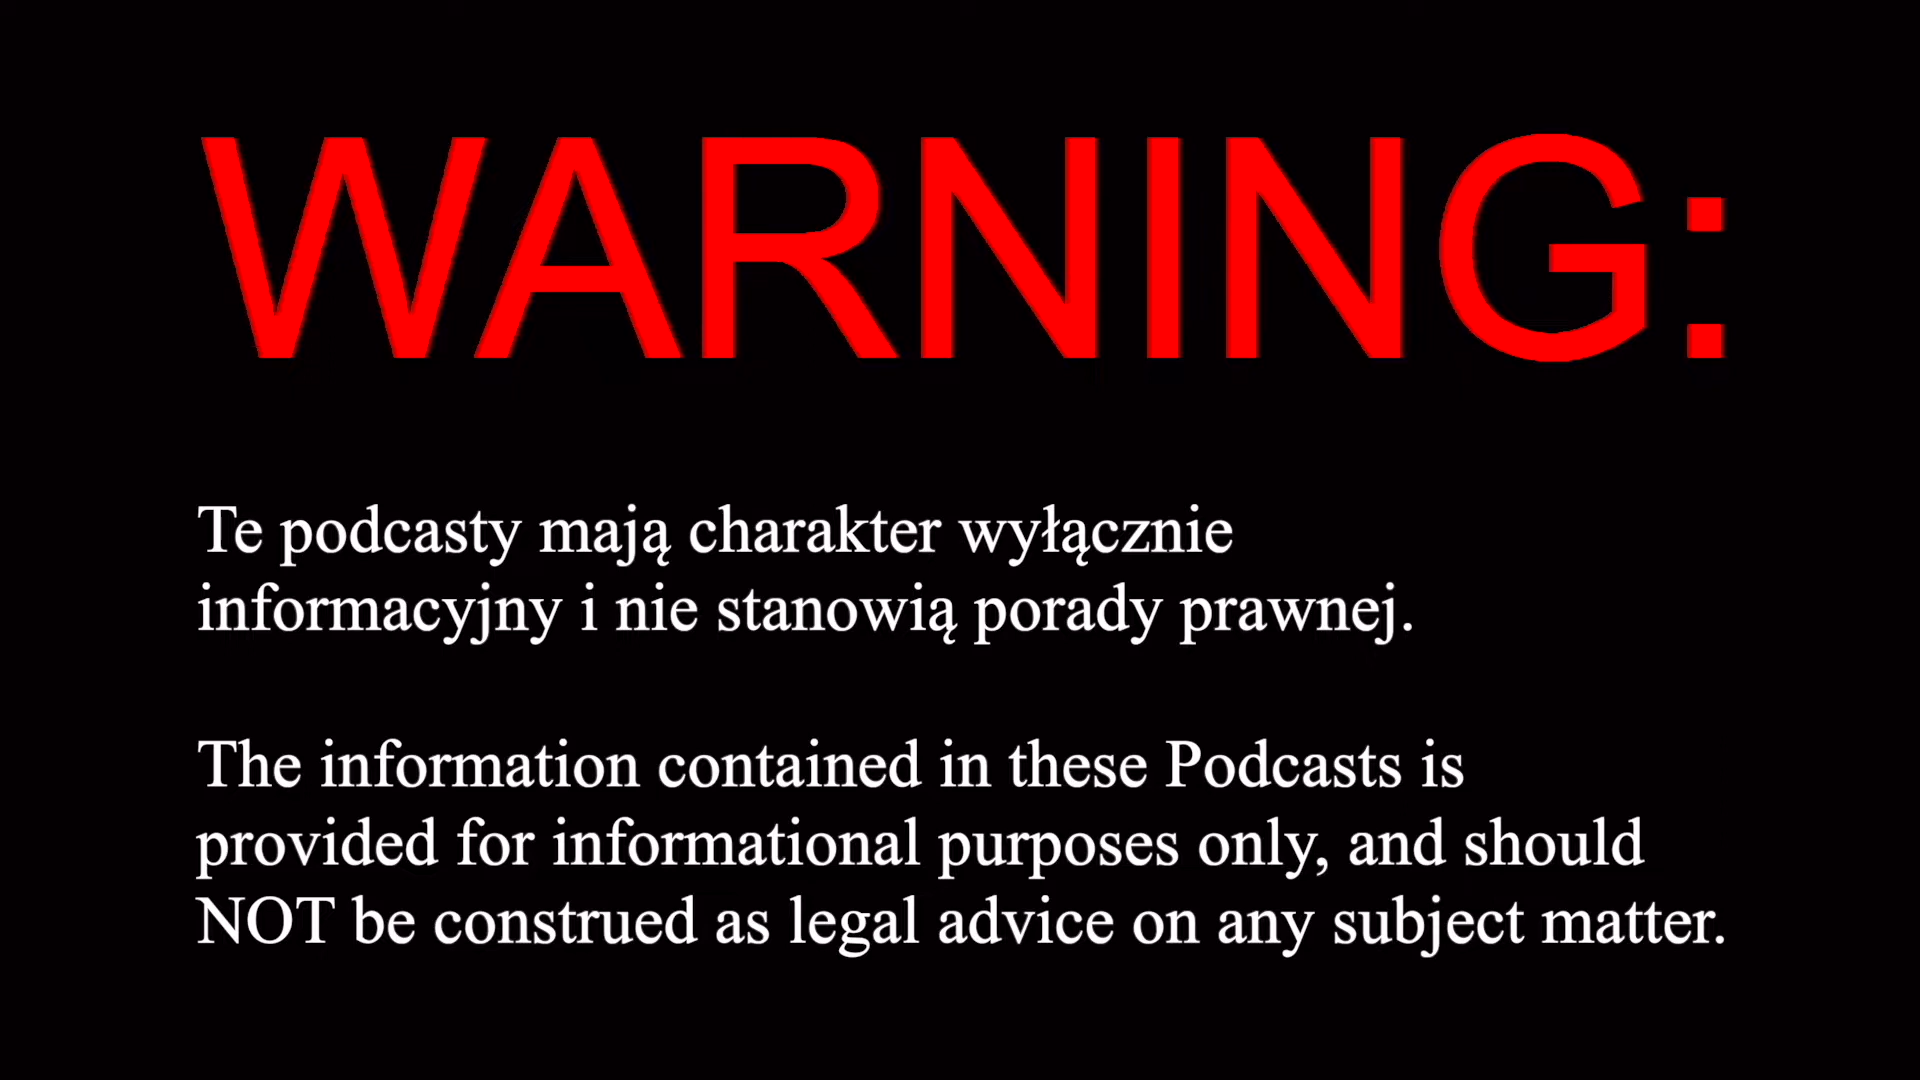 WARNING:
Te podcasty mają charakter wyłącznie
informacyjny i nie stanowią porady prawnej.
The information contained in these Podcasts is
provided for informational purposes only, and should
NOT be construed as legal advice on any subject matter.